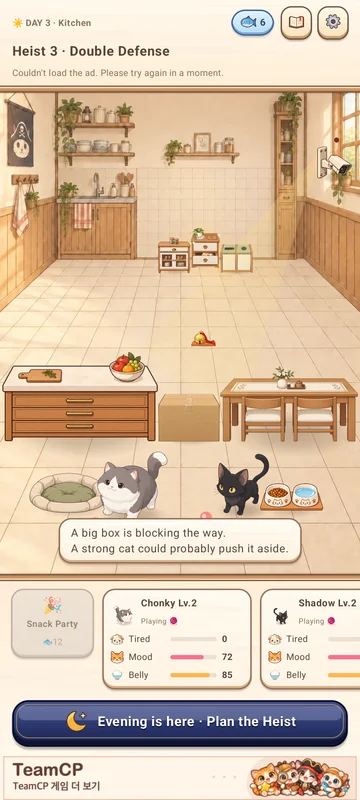 DAY 3 · Kitchen
6
Heist 3 · Double Defense
Couldn't load the ad. Please try again in a moment.
A big box is blocking the way.
A strong cat could probably push it aside.
Snack Party
12
Chonky Lv.2
Playing
Tired 0
Mood 72
Belly 85
Shadow Lv.2
Playing
Tired
Mood
Belly
Evening is here · Plan the Heist
TeamCP
TeamCP 게임 더 보기